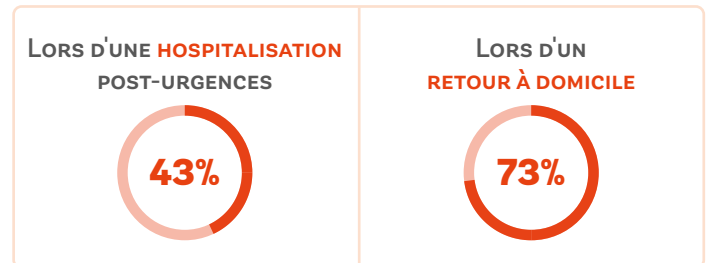 Lors d'une hospitalisation
post-urgences
43%
Lors d'un
retour à domicile
73%